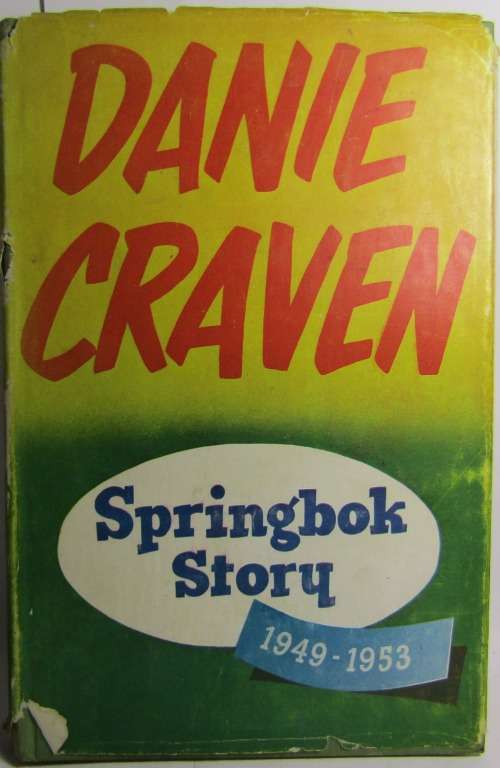 DANIE
CRAVEN
Springbok
Story
1949-1953